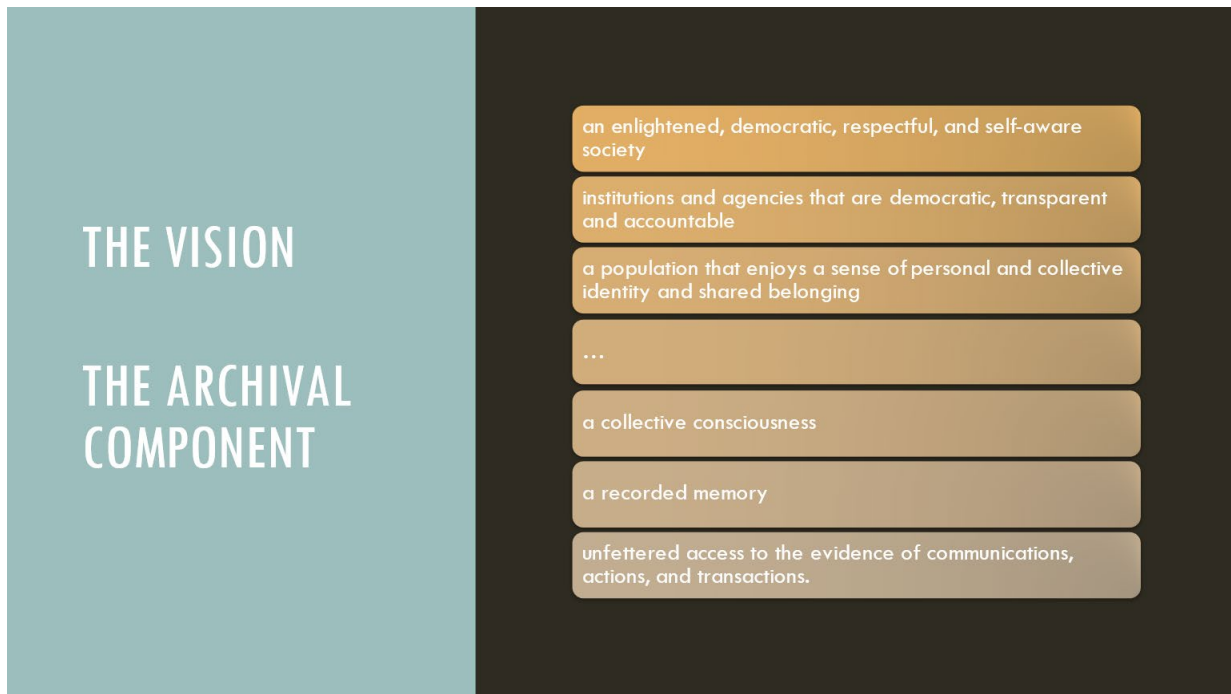 THE VISION
THE ARCHIVAL
COMPONENT
an enlightened, democratic, respectful, and self-aware
society
institutions and agencies that are democratic, transparent
and accountable
a population that enjoys a sense of personal and collective
identity and shared belonging
…
a collective consciousness
a recorded memory
unfettered access to the evidence of communications,
actions, and transactions.